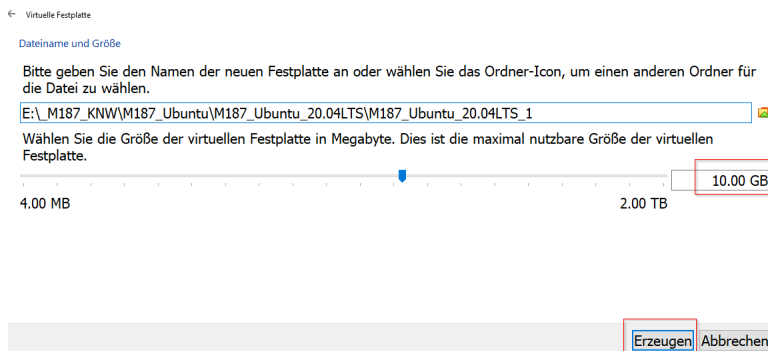 Virtuelle Festplatte
Dateiname und Größe
Bitte geben Sie den Namen der neuen Festplatte an oder wählen Sie das Ordner-Icon, um einen anderen Ordner für
die Datei zu wählen.
E:\_M187_KNW\M187_Ubuntu\M187_Ubuntu_20.04LTS\M187_Ubuntu_20.04LTS_1
Wählen Sie die Größe der virtuellen Festplatte in Megabyte. Dies ist die maximal nutzbare Größe der virtuellen
Festplatte.
10.00 GB
4.00 MB 2.00 TB
Erzeugen Abbrechen